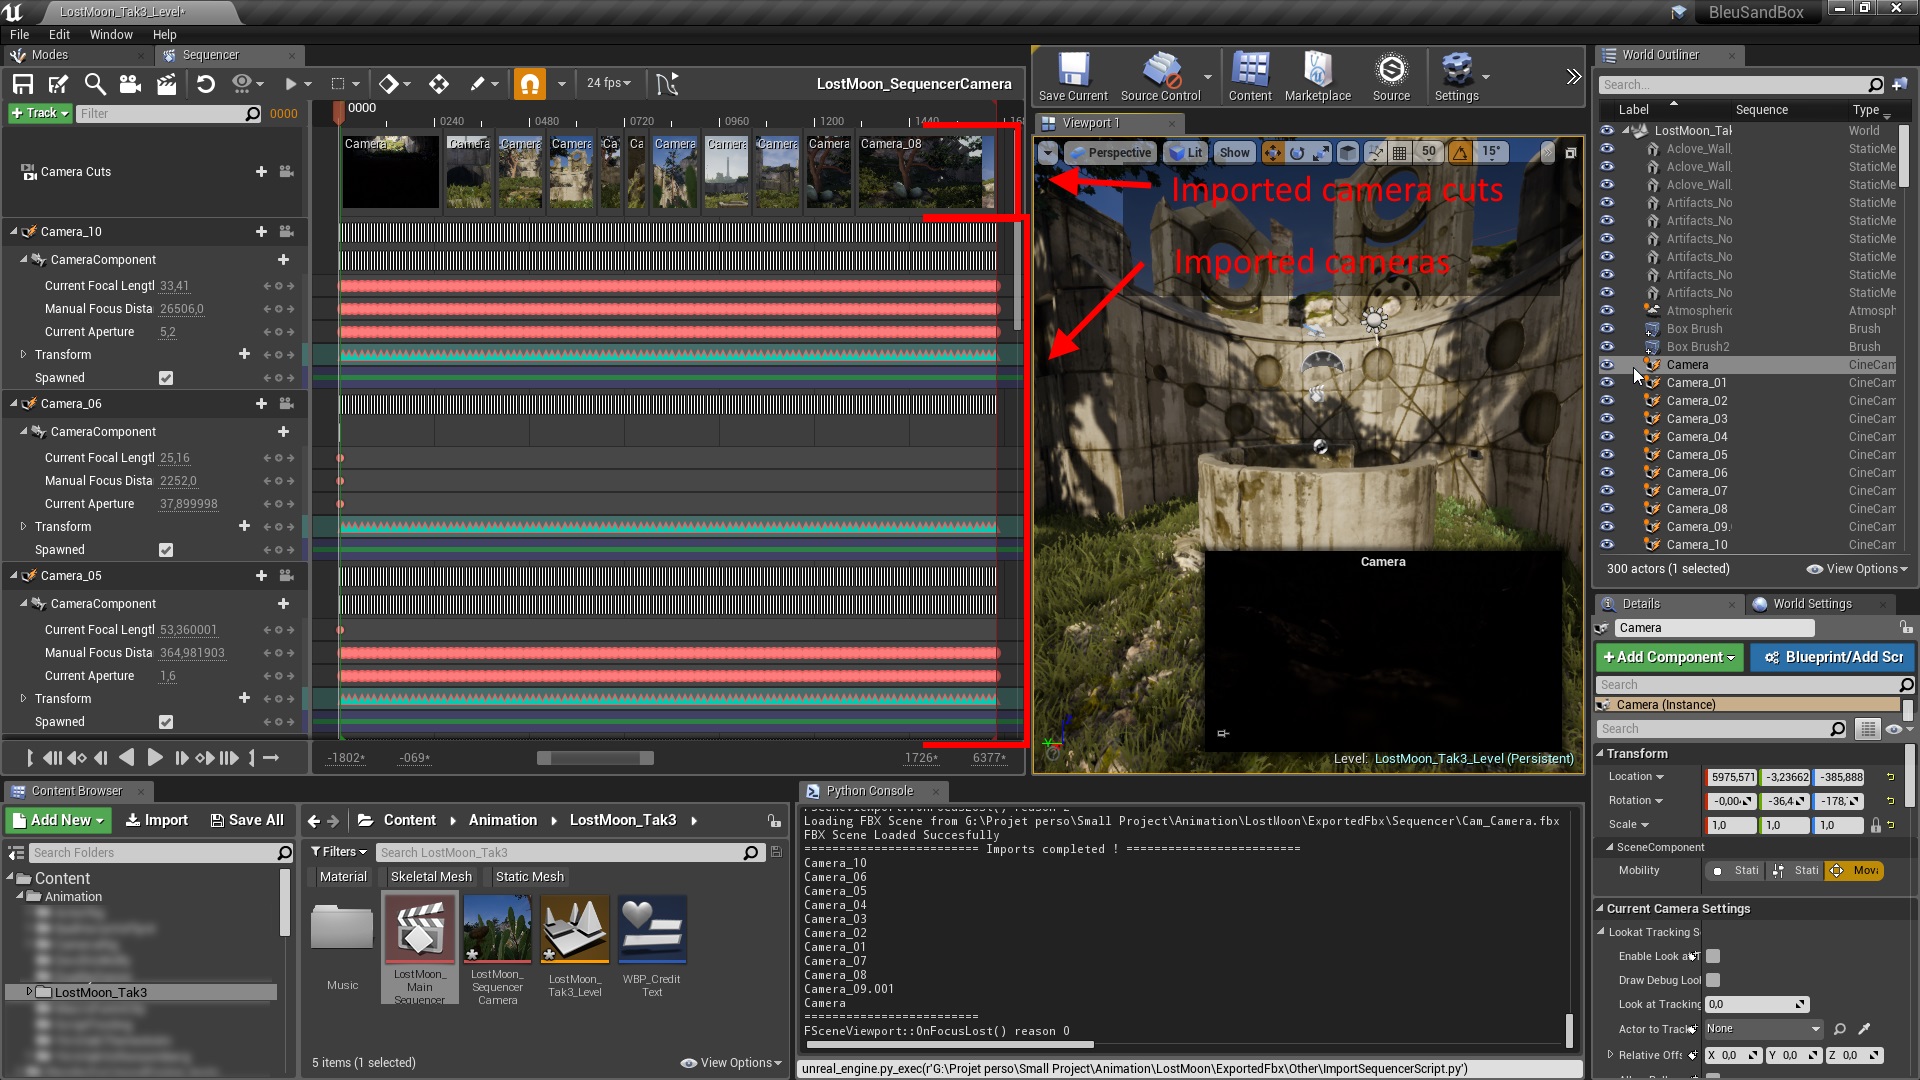 LostMoon_Tak3_Level*
BleuSandBox
File Edit Window Help
Modes
Sequencer
24 fps
LostMoon_SequencerCamera
+ Track
Filter
0000
0000
0240 0480 0720 0960 1200 1440
Camera Cuts
Camera
Camera
Camera
Camera
Ca
Ca
Camera
Camera
Camera
Camera
Camera_08
Camera_10
CameraComponent
Current Focal Lengtl 33,41
Manual Focus Dista 26506,0
Current Aperture 5,2
Transform
Spawned
Camera_06
CameraComponent
Current Focal Lengtl 25,16
Manual Focus Dista 2252,0
Current Aperture 37,899998
Transform
Spawned
Camera_05
CameraComponent
Current Focal Lengtl 53,360001
Manual Focus Dista 364,981903
Current Aperture 1,6
Transform
Spawned
-1802* -069* 1726* 6377*
Save Current
Source Control
Content
Marketplace
Source
Settings
Viewport 1
Perspective
Lit
Show
50
15°
Imported camera cuts
Imported cameras
Camera
Level: LostMoon_Tak3_Level (Persistent)
World Outliner
Search...
Label Sequence Type
LostMoon_Tak World
Aclove_Wall StaticMe
Aclove_Wall StaticMe
Aclove_Wall StaticMe
Artifacts_No StaticMe
Artifacts_No StaticMe
Artifacts_No StaticMe
Artifacts_No StaticMe
Artifacts_No StaticMe
Artifacts_No StaticMe
Atmospheric Atmosph
Box Brush Brush
Box Brush2 Brush
Camera CineCam
Camera_01 CineCam
Camera_02 CineCam
Camera_03 CineCam
Camera_04 CineCam
Camera_05 CineCam
Camera_06 CineCam
Camera_07 CineCam
Camera_08 CineCam
Camera_09. CineCam
Camera_10 CineCam
300 actors (1 selected)
View Options
Details
World Settings
Camera
+ Add Component
Blueprint/Add Scr
Search
Camera (Instance)
Search
Transform
Location 5975,571 -3,23662 -385,888
Rotation -0,00 -36,4 -178,
Scale 1,0 1,0 1,0
SceneComponent
Mobility Stati Stati Mova
Current Camera Settings
Lookat Tracking S
Enable Look at T
Draw Debug Lool
Look at Tracking 0,0
Actor to Track None
Relative Offs X 0,0 Y 0,0 Z 0,0
Content Browser
Add New
Import
Save All
Content
Animation
LostMoon_Tak3
Search Folders
Content
Animation
LostMoon_Tak3
Filters
Search LostMoon_Tak3
Material
Skeletal Mesh
Static Mesh
Music
LostMoon_
Main
Sequencer
LostMoon_
Sequencer
Camera
LostMoon_
Tak3_Level
WBP_Credit
Text
5 items (1 selected)
View Options
Python Console
FSceneViewport::OnFocusLost() reason 2
Loading FBX Scene from G:\Projet perso\Small Project\Animation\LostMoon\ExportedFbx\Sequencer\Cam_Camera.fbx
FBX Scene Loaded Succesfully
========================= Imports completed ! =========================
Camera_10
Camera_06
Camera_05
Camera_04
Camera_03
Camera_02
Camera_01
Camera_07
Camera_08
Camera_09.001
Camera
=========================
FSceneViewport::OnFocusLost() reason 0
unreal_engine.py_exec(r'G:\Projet perso\Small Project\Animation\LostMoon\ExportedFbx\Other\ImportSequencerScript.py')